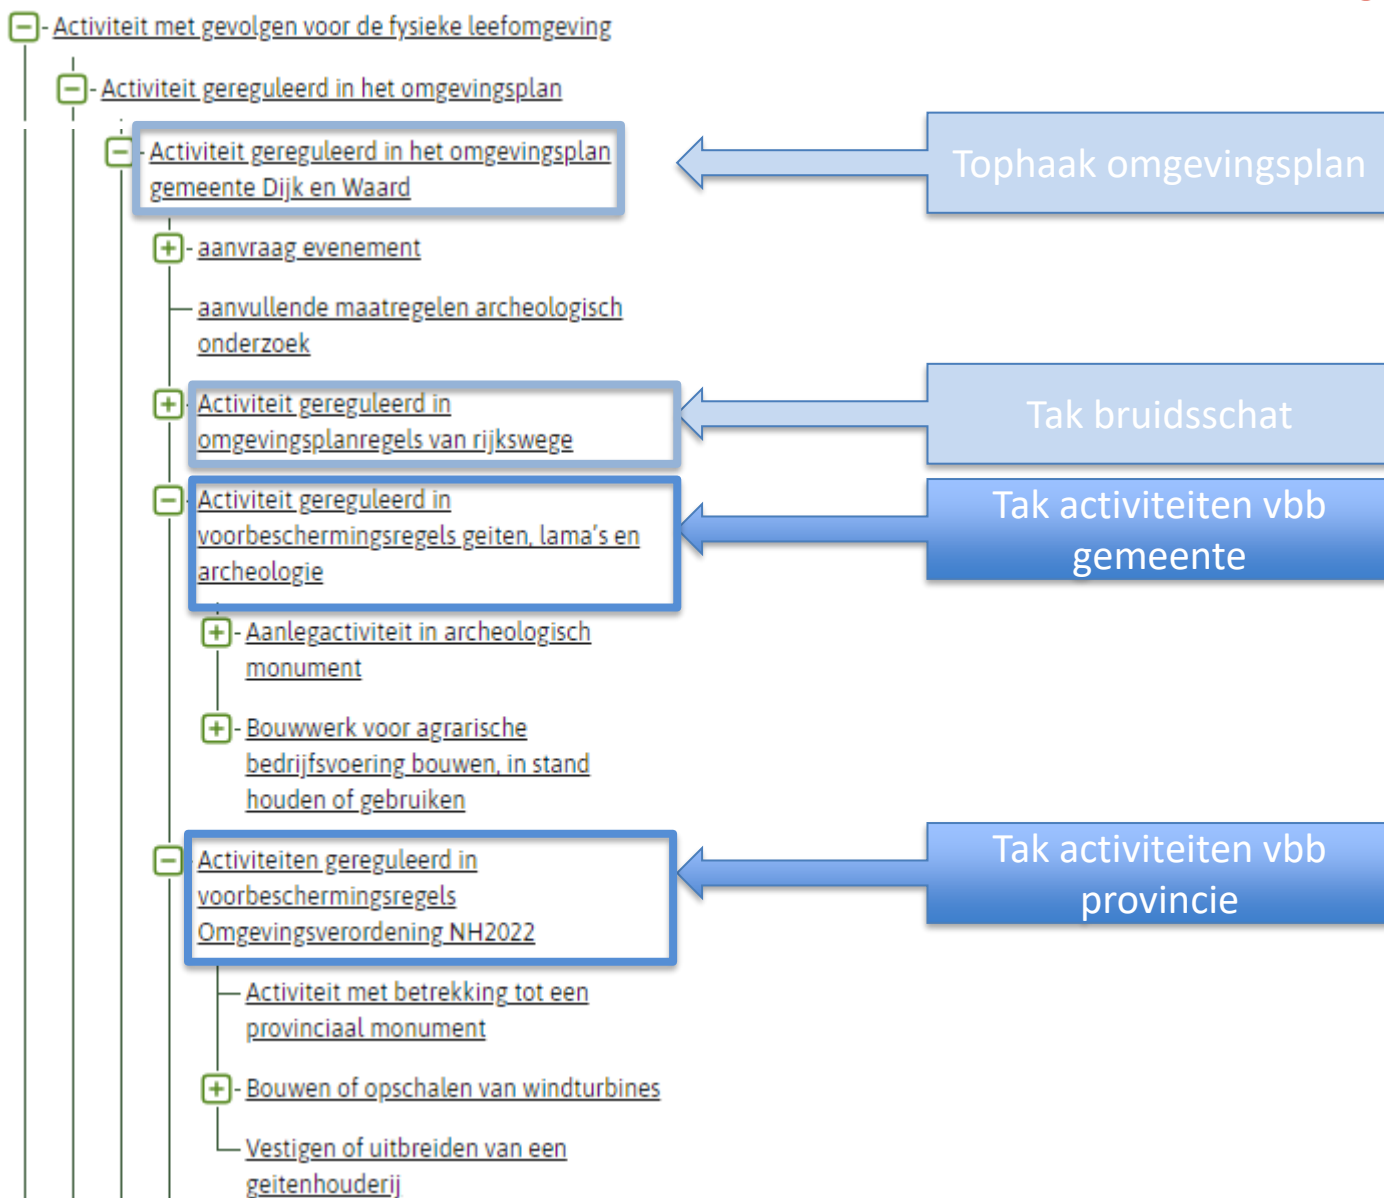 Activiteit met gevolgen voor de fysieke leefomgeving
Activiteit gereguleerd in het omgevingsplan
Activiteit gereguleerd in het omgevingsplan
gemeente Dijk en Waard
Tophaak omgevingsplan
aanvraag evenement
aanvullende maatregelen archeologisch
onderzoek
Activiteit gereguleerd in
omgevingsplanregels van rijkswege
Tak bruidsschat
Activiteit gereguleerd in
voorbeschermingsregels geiten, lama's en
archeologie
Tak activiteiten vbb
gemeente
Aanlegactiviteit in archeologisch
monument
Bouwwerk voor agrarische
bedrijfsvoering bouwen, in stand
houden of gebruiken
Activiteiten gereguleerd in
voorbeschermingsregels
Omgevingsverordening NH2022
Tak activiteiten vbb
provincie
Activiteit met betrekking tot een
provinciaal monument
Bouwen of opschalen van windturbines
Vestigen of uitbreiden van een
geitenhouderij